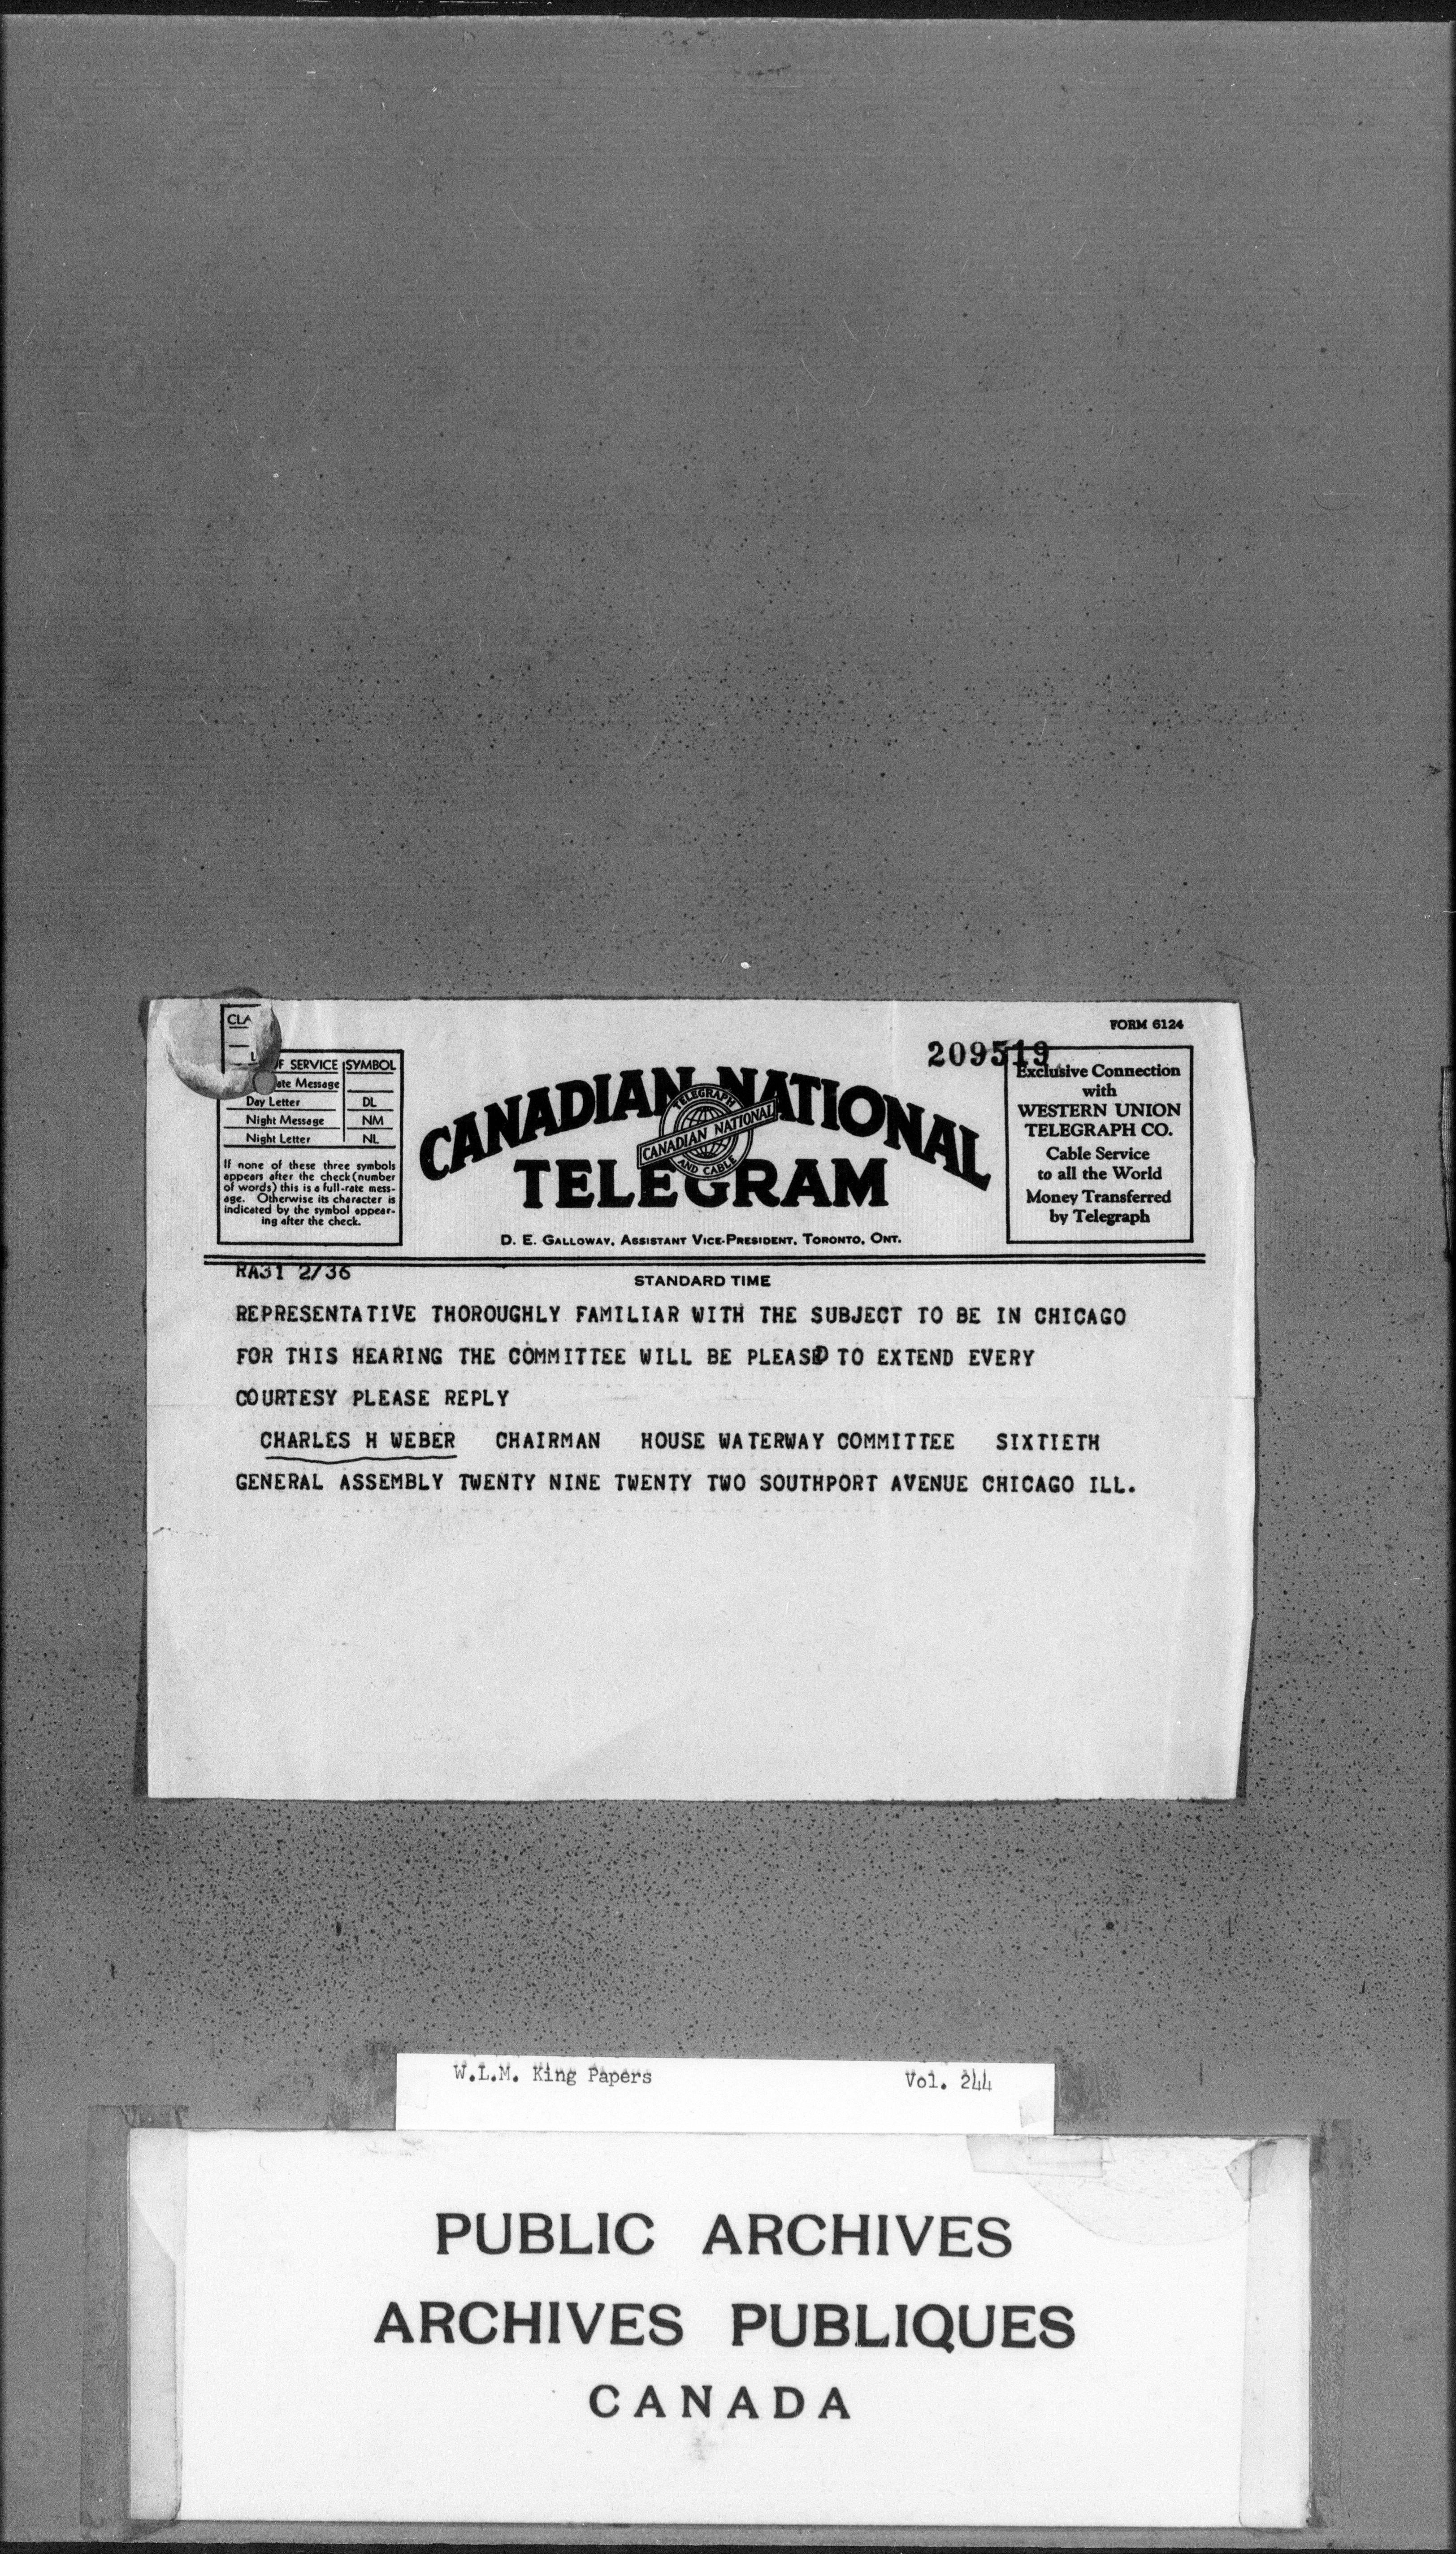 CLA
L
OF SERVICE SYMBOL
ate Message
Day Letter DL
Night Message NM
Night Letter NL
If none of these three symbols
appears after the check (number
of words) this is a full-rate mess-
age. Otherwise its character is
indicated by the symbol appear-
ing after the check.
CANADIAN NATIONAL
TELEGRAM
TELEGRAPH
CANADIAN NATIONAL
AND CABLE
D. E. GALLOWAY, ASSISTANT VICE-PRESIDENT, TORONTO, ONT.
FORM 6124
209519
Exclusive Connection
with
WESTERN UNION
TELEGRAPH CO.
Cable Service
to all the World
Money Transferred
by Telegraph
RA31 2/36
STANDARD TIME
REPRESENTATIVE THOROUGHLY FAMILIAR WITH THE SUBJECT TO BE IN CHICAGO
FOR THIS HEARING THE COMMITTEE WILL BE PLEASED TO EXTEND EVERY
COURTESY PLEASE REPLY
CHARLES H WEBER CHAIRMAN HOUSE WATERWAY COMMITTEE SIXTIETH
GENERAL ASSEMBLY TWENTY NINE TWENTY TWO SOUTHPORT AVENUE CHICAGO ILL.
W.L.M. King Papers Vol. 244
PUBLIC ARCHIVES
ARCHIVES PUBLIQUES
CANADA